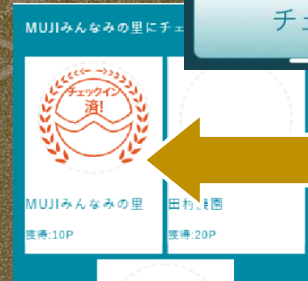 MUJIみんなみの里にチェ
チェ
チェックイン
済!
MUJIみんなみの里
獲得:10P
田村農園
獲得:20P